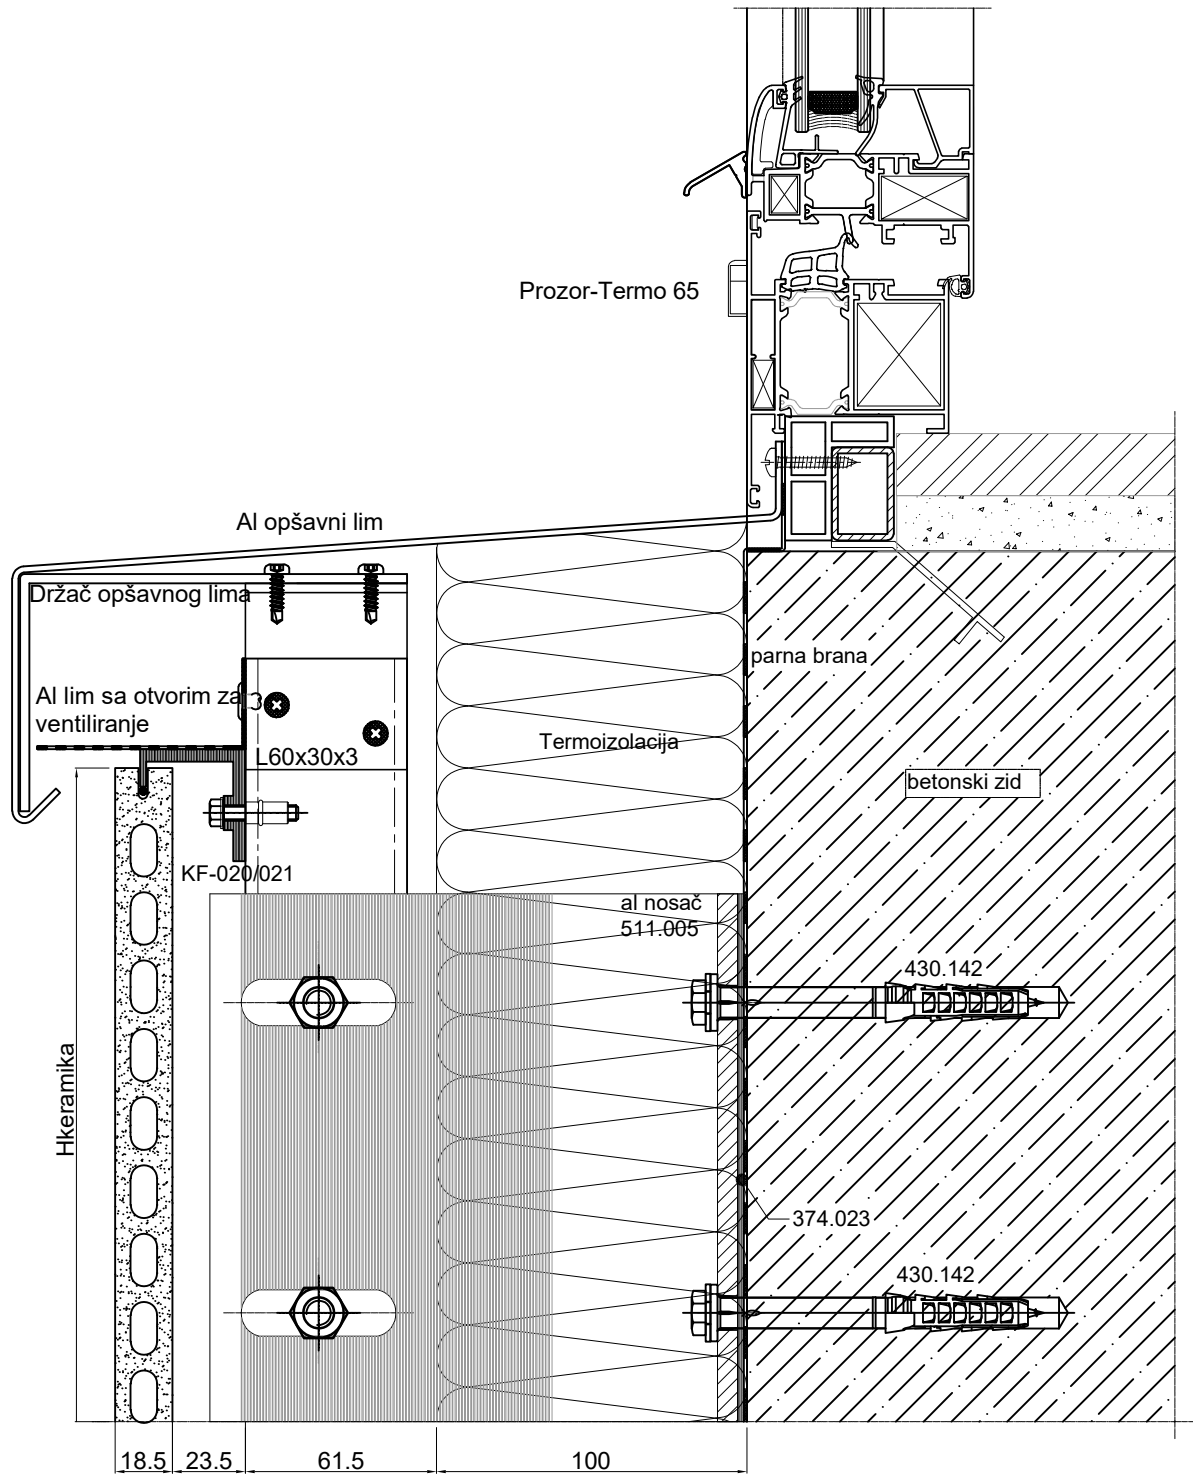 Prozor-Termo 65
Al opšavni lim
Držač opšavnog lima
parna brana
Al lim sa otvorim za
ventiliranje
Termoizolacija
L60x30x3
betonski zid
KF-020/021
al nosač
511.005
430.142
Hkeramika
374.023
430.142
18.5
23.5
61.5
100